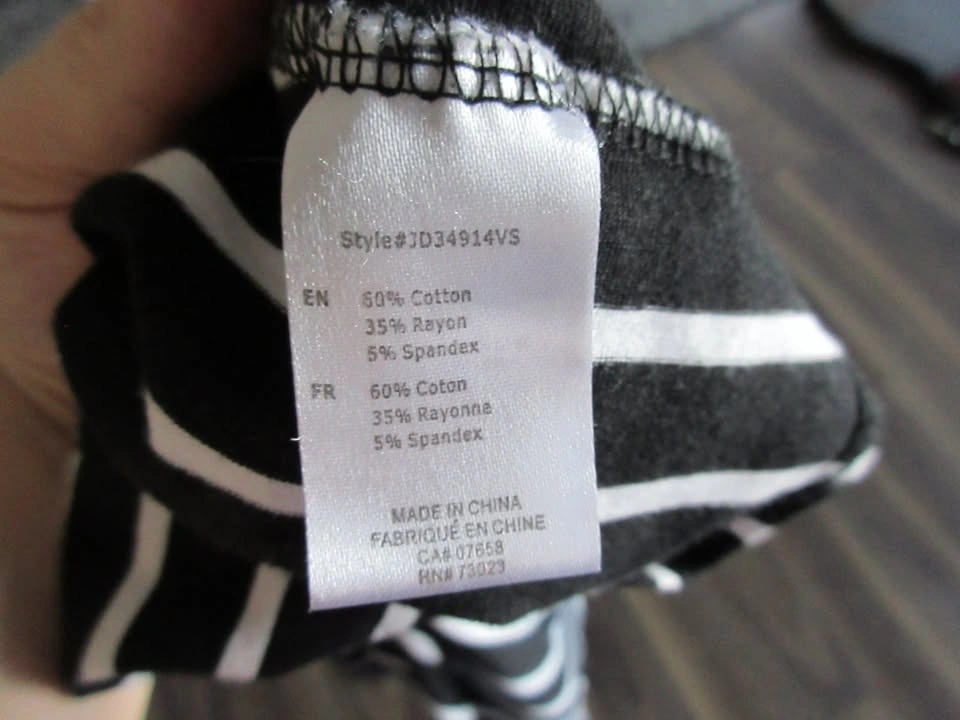 Style#JD34914VS
EN 60% Cotton
35% Rayon
5% Spandex
FR 60% Coton
35% Rayonne
5% Spandex
MADE IN CHINA
FABRIQUÉ EN CHINE
CA# 07658
RN# 73023